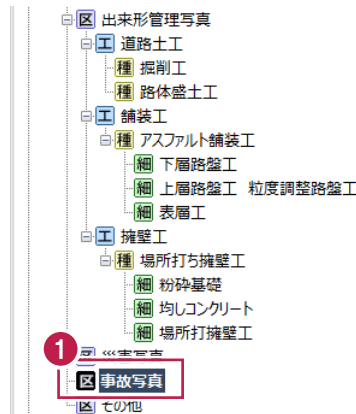 区 出来形管理写真
工 道路土工
種 掘削工
種 路体盛土工
工 舗装工
種 アスファルト舗装工
細 下層路盤工
細 上層路盤工 粒度調整路盤工
細 表層工
工 擁壁工
種 場所打ち擁壁工
細 粉砕基礎
細 均しコンクリート
細 場所打擁壁工
1
区 災害写真
区 事故写真
区 その他